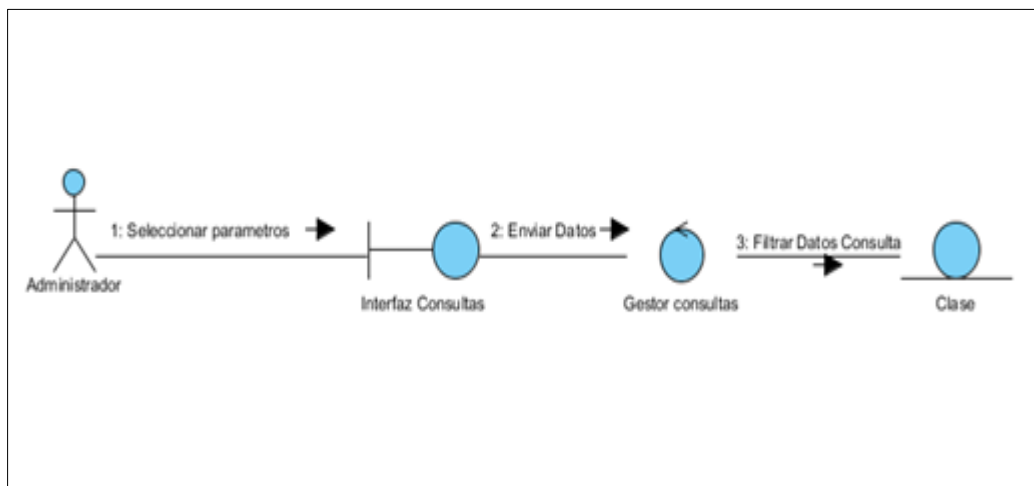 1: Seleccionar parametros
2: Enviar Datos
3: Filtrar Datos Consulta
Administrador
Interfaz Consultas
Gestor consultas
Clase